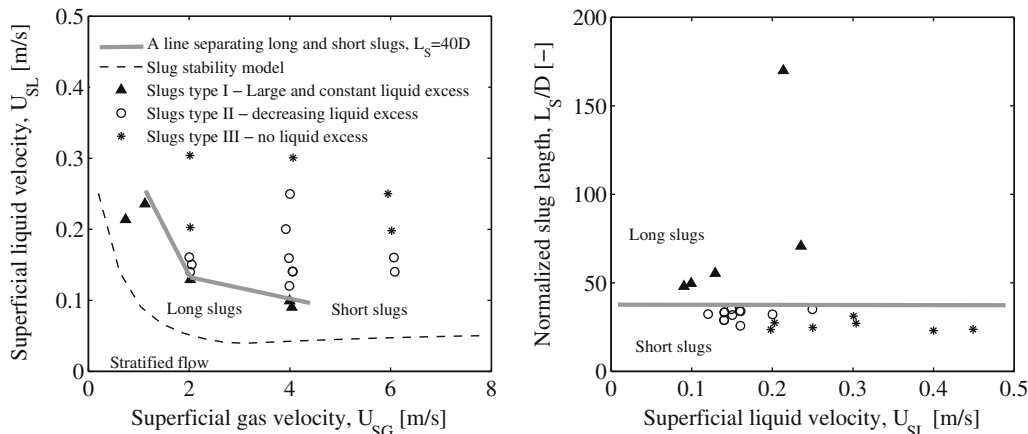 0.5
0.4
0.3
0.2
0.1
0
Superficial liquid velocity, U_SL [m/s]
A line separating long and short slugs, L_S=40D
Slug stability model
Slugs type I – Large and constant liquid excess
Slugs type II – decreasing liquid excess
Slugs type III – no liquid excess
Long slugs
Short slugs
Stratified flow
0 2 4 6 8
Superficial gas velocity, U_SG [m/s]
200
150
100
50
0
Normalized slug length, L_S/D [–]
Long slugs
Short slugs
0.1 0.2 0.3 0.4 0.5
Superficial liquid velocity, U_SL [m/s]